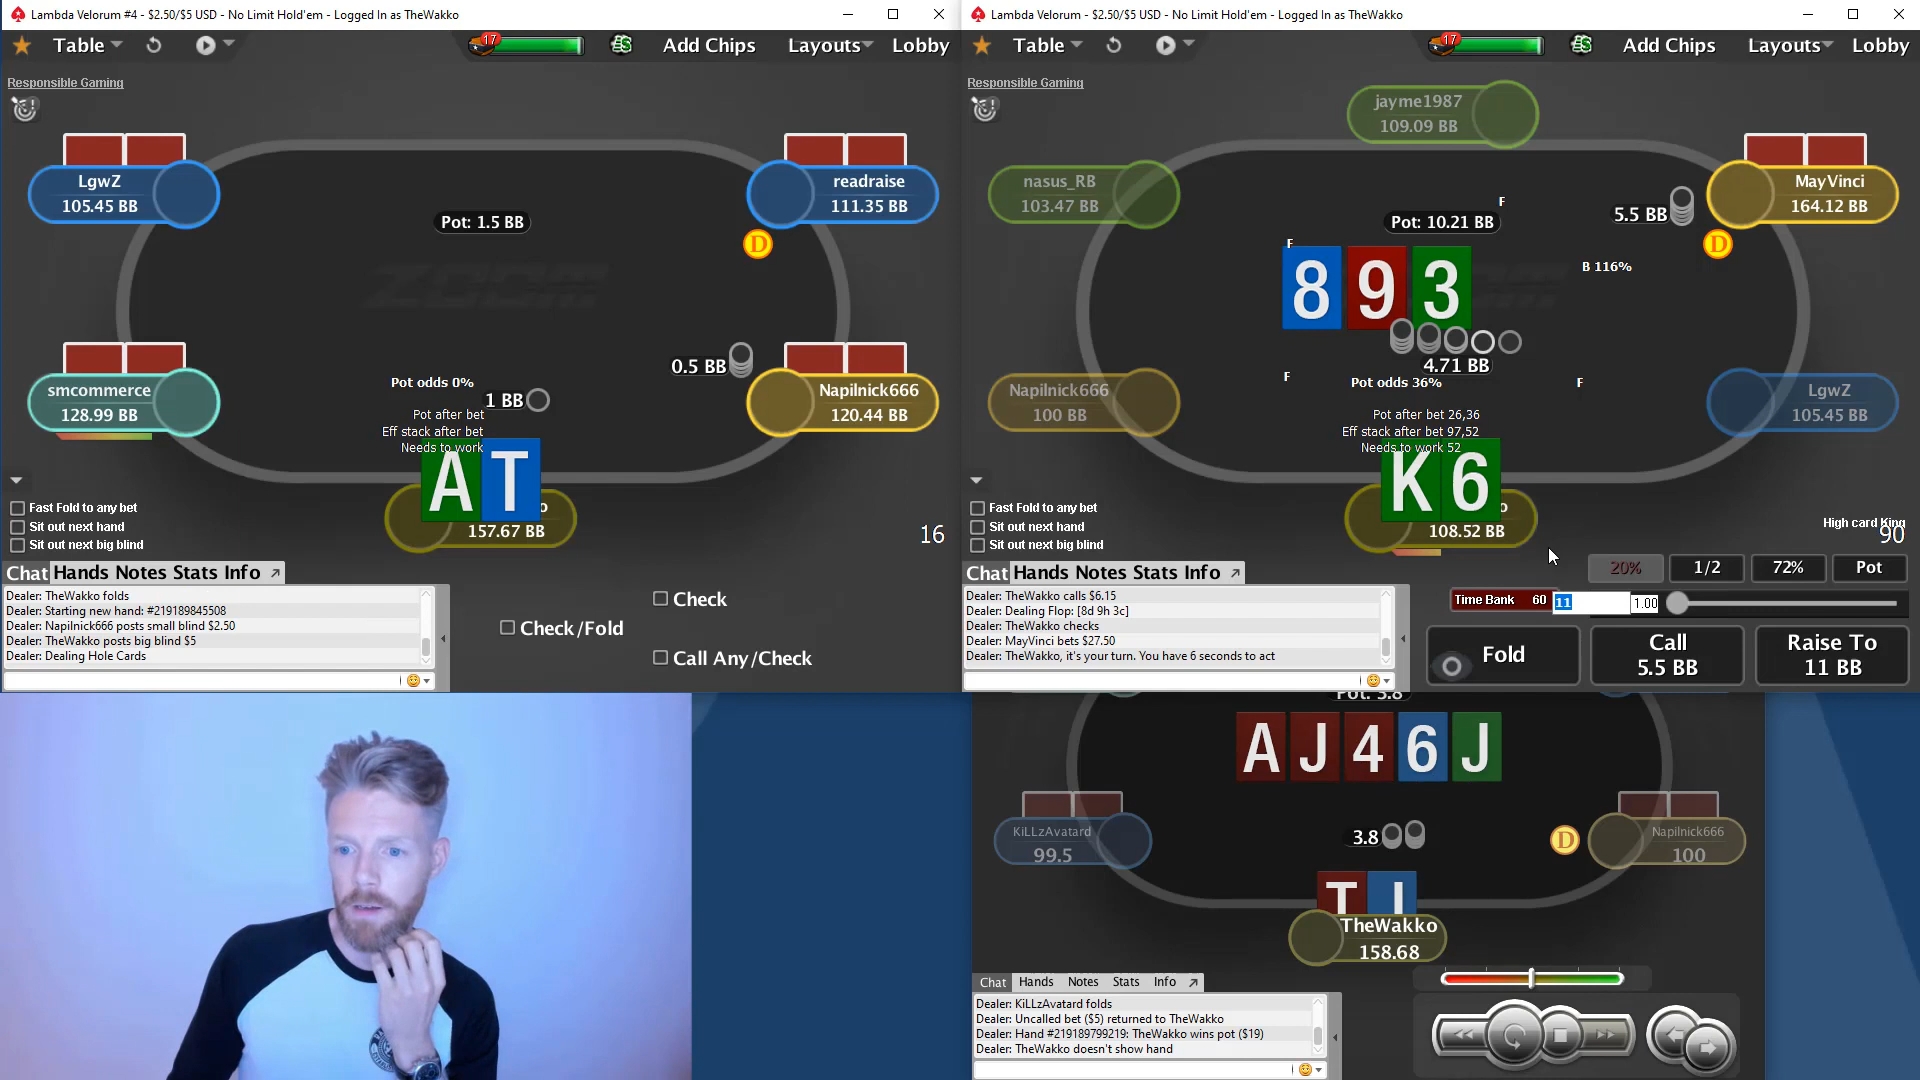 Lambda Velorum #4 - $2.50/$5 USD - No Limit Hold'em - Logged In as TheWakko
Table
17
Add Chips
Layouts
Lobby
Responsible Gaming
LgwZ
105.45 BB
readraise
111.35 BB
Pot: 1.5 BB
D
ZOOM
smcommerce
128.99 BB
0.5 BB
Napilnick666
120.44 BB
Pot odds 0%
1 BB
Pot after bet
Eff stack after bet
Needs to work
A T
o
157.67 BB
Fast Fold to any bet
Sit out next hand
Sit out next big blind
16
Chat Hands Notes Stats Info
Dealer: TheWakko folds
Dealer: Starting new hand: #219189845508
Dealer: Napilnick666 posts small blind $2.50
Dealer: TheWakko posts big blind $5
Dealer: Dealing Hole Cards
Check
Check/Fold
Call Any/Check
Lambda Velorum - $2.50/$5 USD - No Limit Hold'em - Logged In as TheWakko
Table
17
Add Chips
Layouts
Lobby
Responsible Gaming
jayme1987
109.09 BB
nasus_RB
103.47 BB
MayVinci
164.12 BB
F
5.5 BB
Pot: 10.21 BB
D
F
B 116%
8 9 3
4.71 BB
F
F
Pot odds 36%
Napilnick666
100 BB
LgwZ
105.45 BB
Pot after bet 26,36
Eff stack after bet 97,52
Needs to work 52
K 6
o
108.52 BB
Fast Fold to any bet
Sit out next hand
Sit out next big blind
High card King
90
Chat Hands Notes Stats Info
20%
1/2
72%
Pot
Dealer: TheWakko calls $6.15
Dealer: Dealing Flop: [8d 9h 3c]
Dealer: TheWakko checks
Dealer: MayVinci bets $27.50
Dealer: TheWakko, it's your turn. You have 6 seconds to act
Time Bank 60
11
1.00
Fold
Call
5.5 BB
Raise To
11 BB
Pot: 3.8
A J 4 6 J
KiLLzAvatard
99.5
3.8
D
Napilnick666
100
T J
TheWakko
158.68
Chat Hands Notes Stats Info
Dealer: KiLLzAvatard folds
Dealer: Uncalled bet ($5) returned to TheWakko
Dealer: Hand #219189799219: TheWakko wins pot ($19)
Dealer: TheWakko doesn't show hand